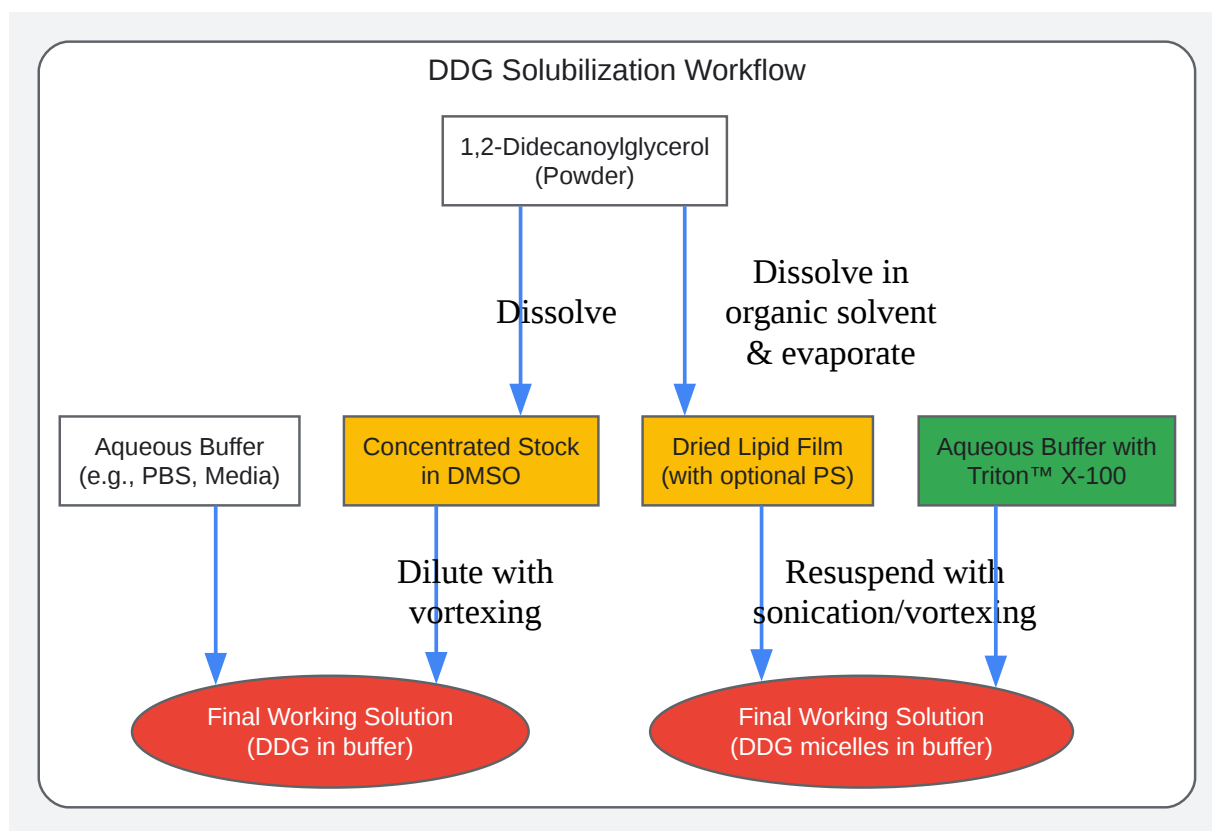 DDG Solubilization Workflow
1,2-Didecanoylglycerol
(Powder)
Dissolve
Dissolve in
organic solvent
& evaporate
Aqueous Buffer
(e.g., PBS, Media)
Concentrated Stock
in DMSO
Dried Lipid Film
(with optional PS)
Aqueous Buffer with
Triton™ X-100
Dilute with
vortexing
Resuspend with
sonication/vortexing
Final Working Solution
(DDG in buffer)
Final Working Solution
(DDG micelles in buffer)